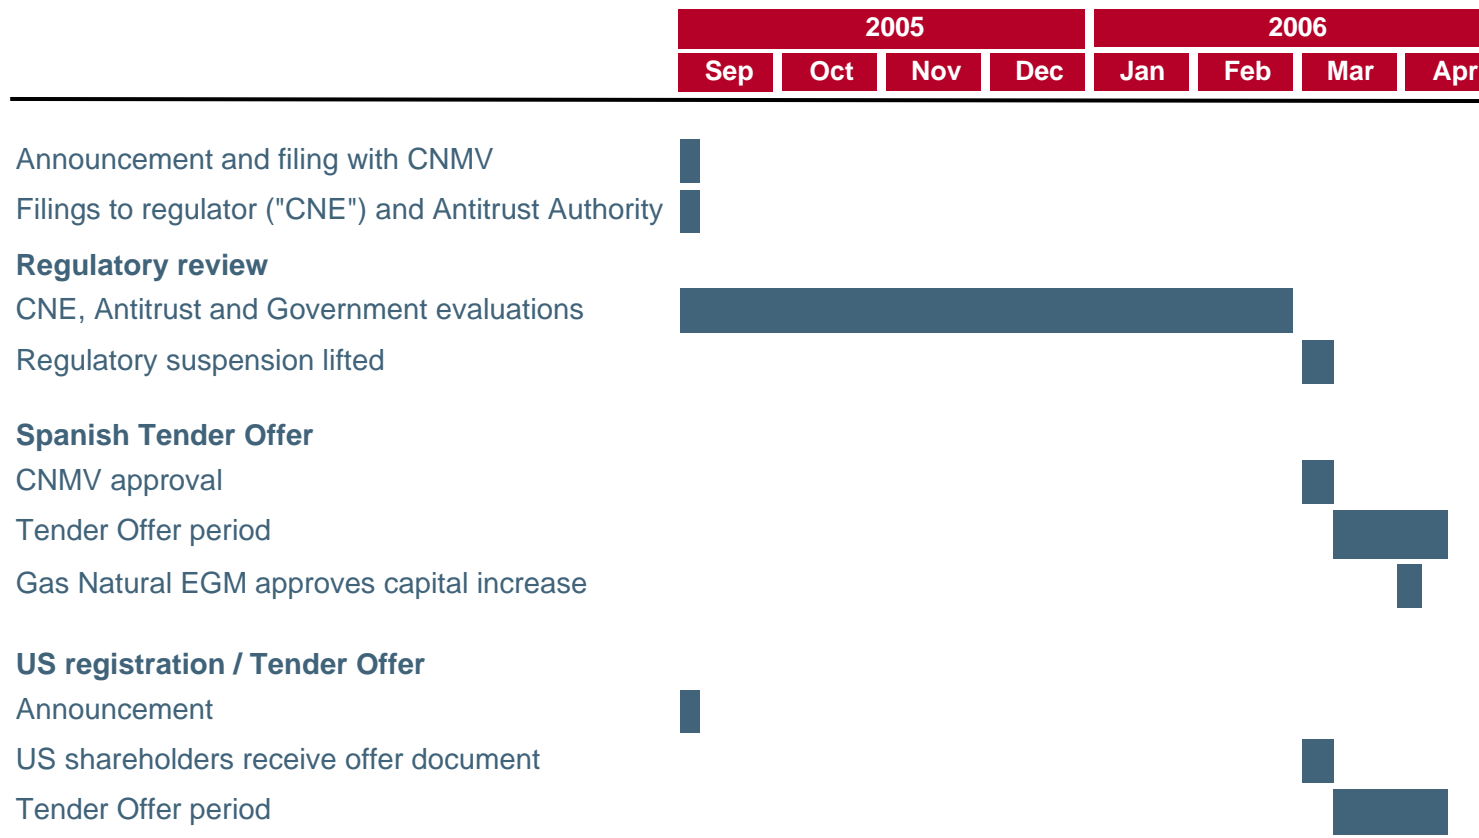 2005 2006
Sep Oct Nov Dec Jan Feb Mar Apr
Announcement and filing with CNMV
Filings to regulator ("CNE") and Antitrust Authority
Regulatory review
CNE, Antitrust and Government evaluations
Regulatory suspension lifted
Spanish Tender Offer
CNMV approval
Tender Offer period
Gas Natural EGM approves capital increase
US registration / Tender Offer
Announcement
US shareholders receive offer document
Tender Offer period